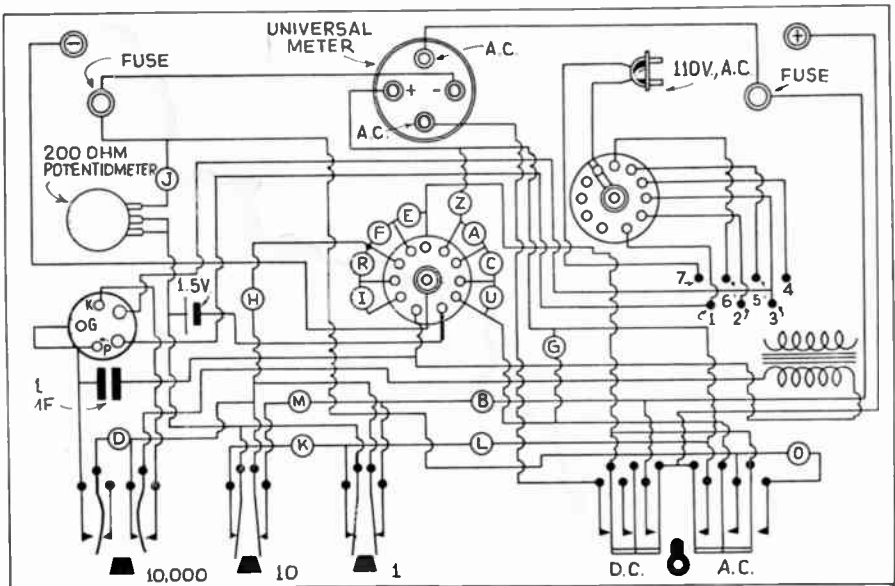 UNIVERSAL
METER
−
+
FUSE
A.C.
110V., A.C.
FUSE
+
-
A.C.
200 OHM
POTENTIDMETER
J
E
Z
F
A
R
C
I
U
1.5V
H
K
G
P
7
6
5
4
1
2
3
G
1
1F
M
B
D
K
L
O
10,000
10
1
D.C.
A.C.